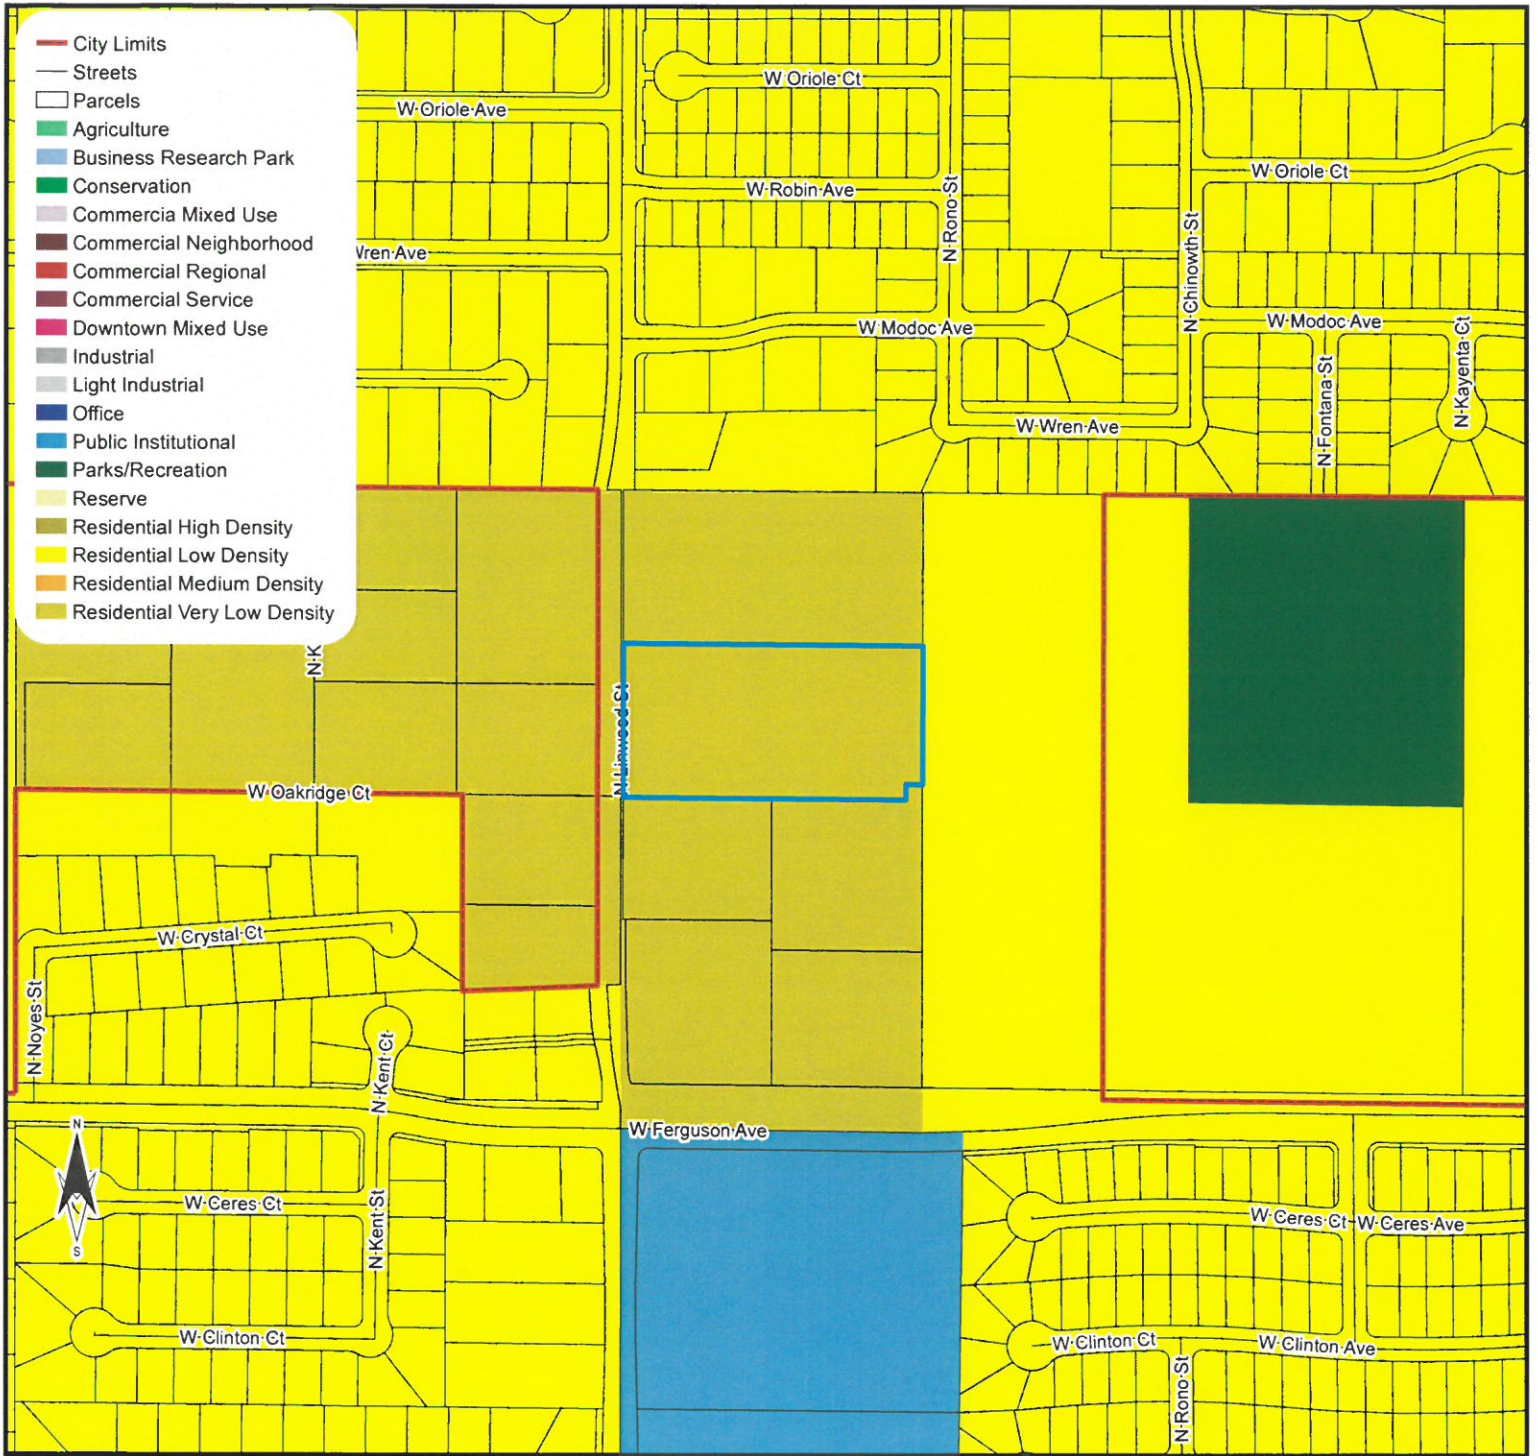 City Limits
Streets
Parcels
Agriculture
Business Research Park
Conservation
Commercia Mixed Use
Commercial Neighborhood
Commercial Regional
Commercial Service
Downtown Mixed Use
Industrial
Light Industrial
Office
Public Institutional
Parks/Recreation
Reserve
Residential High Density
Residential Low Density
Residential Medium Density
Residential Very Low Density
W Oriole Ct
W Oriole Ave
W Oriole Ct
W Robin Ave
N Rono St
N Chinowth St
Wren Ave
W Modoc Ave
W Modoc Ave
N Kayenta Ct
N Fontana St
W Wren Ave
N K
N Linwood St
W Oakridge Ct
W Crystal Ct
N Noyes St
N Kent Ct
W Ferguson Ave
N
S
W Ceres Ct
N Kent St
W Ceres Ct
W Ceres Ave
W Clinton Ct
W Clinton Ct
W Clinton Ave
N Rono St